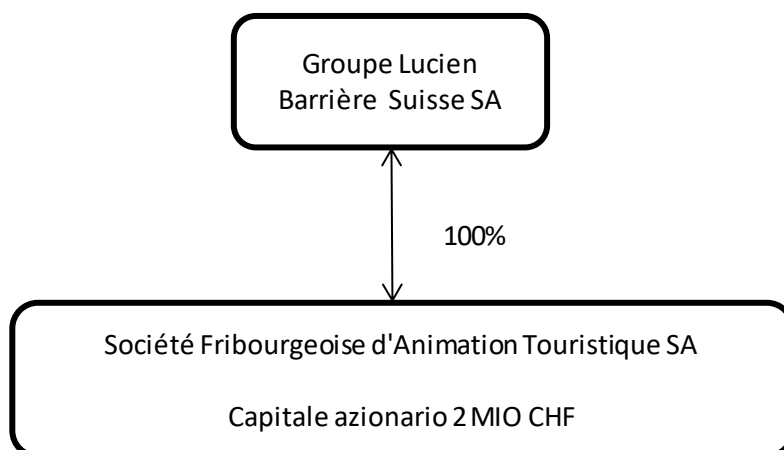 Groupe Lucien
Barrière Suisse SA
100%
Société Fribourgeoise d'Animation Touristique SA
Capitale azionario 2 MIO CHF